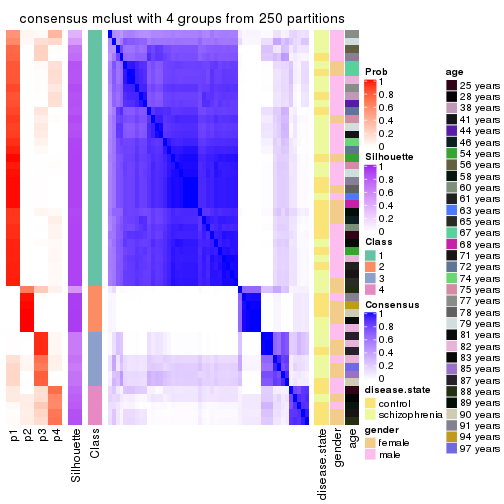 consensus mclust with 4 groups from 250 partitions
p1
p2
p3
p4
Silhouette
Class
disease.state
gender
age
Prob
1
0.8
0.6
0.4
0.2
0
Silhouette
1
0.8
0.6
0.4
0.2
0
Class
1
2
3
4
Consensus
1
0.8
0.6
0.4
0.2
0
disease.state
control
schizophrenia
gender
female
male
age
25 years
28 years
38 years
41 years
44 years
46 years
54 years
56 years
58 years
60 years
61 years
63 years
65 years
67 years
68 years
71 years
72 years
74 years
75 years
77 years
78 years
79 years
81 years
82 years
83 years
85 years
87 years
88 years
89 years
90 years
91 years
94 years
97 years